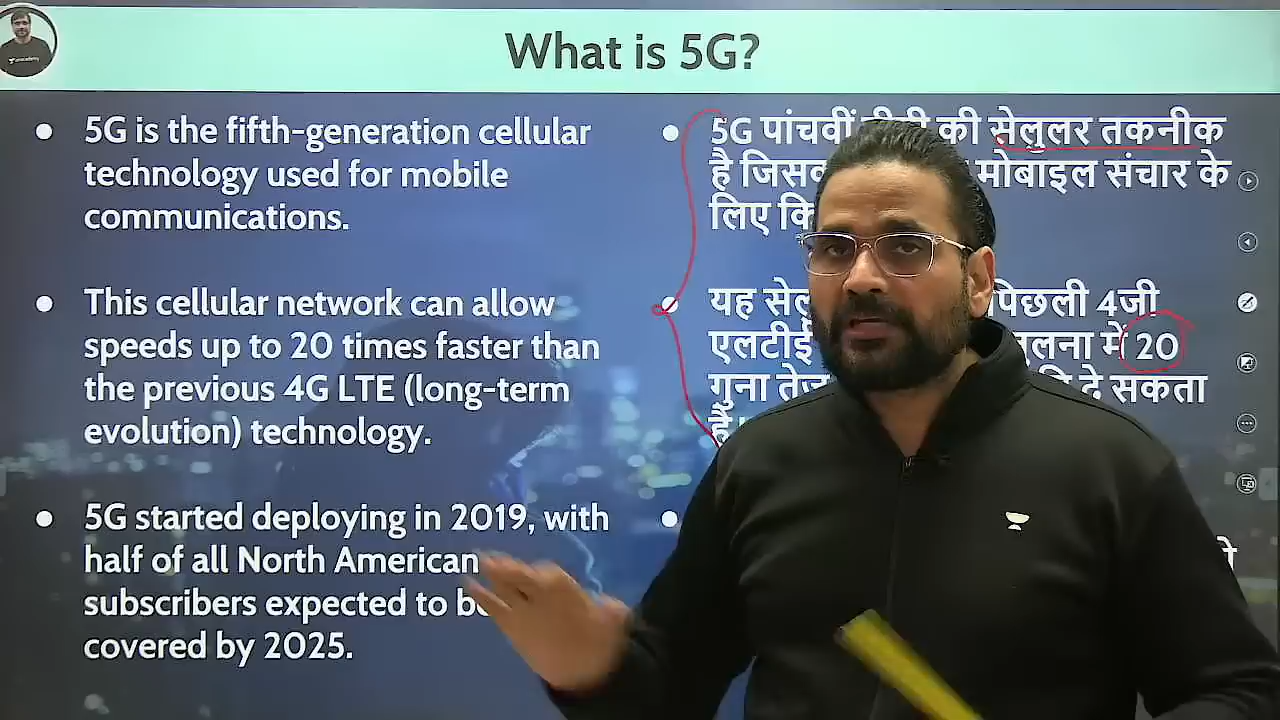 What is 5G?
5G is the fifth-generation cellular
technology used for mobile
communications.
This cellular network can allow
speeds up to 20 times faster than
the previous 4G LTE (long-term
evolution) technology.
5G started deploying in 2019, with
half of all North American
subscribers expected to be
covered by 2025.
5G पांचवीं की सेलुलर तकनीक
है मोबाइल संचार के
लिए
यह पिछली 4जी
एलटीई तुलना में 20
गुना दे सकता
है।